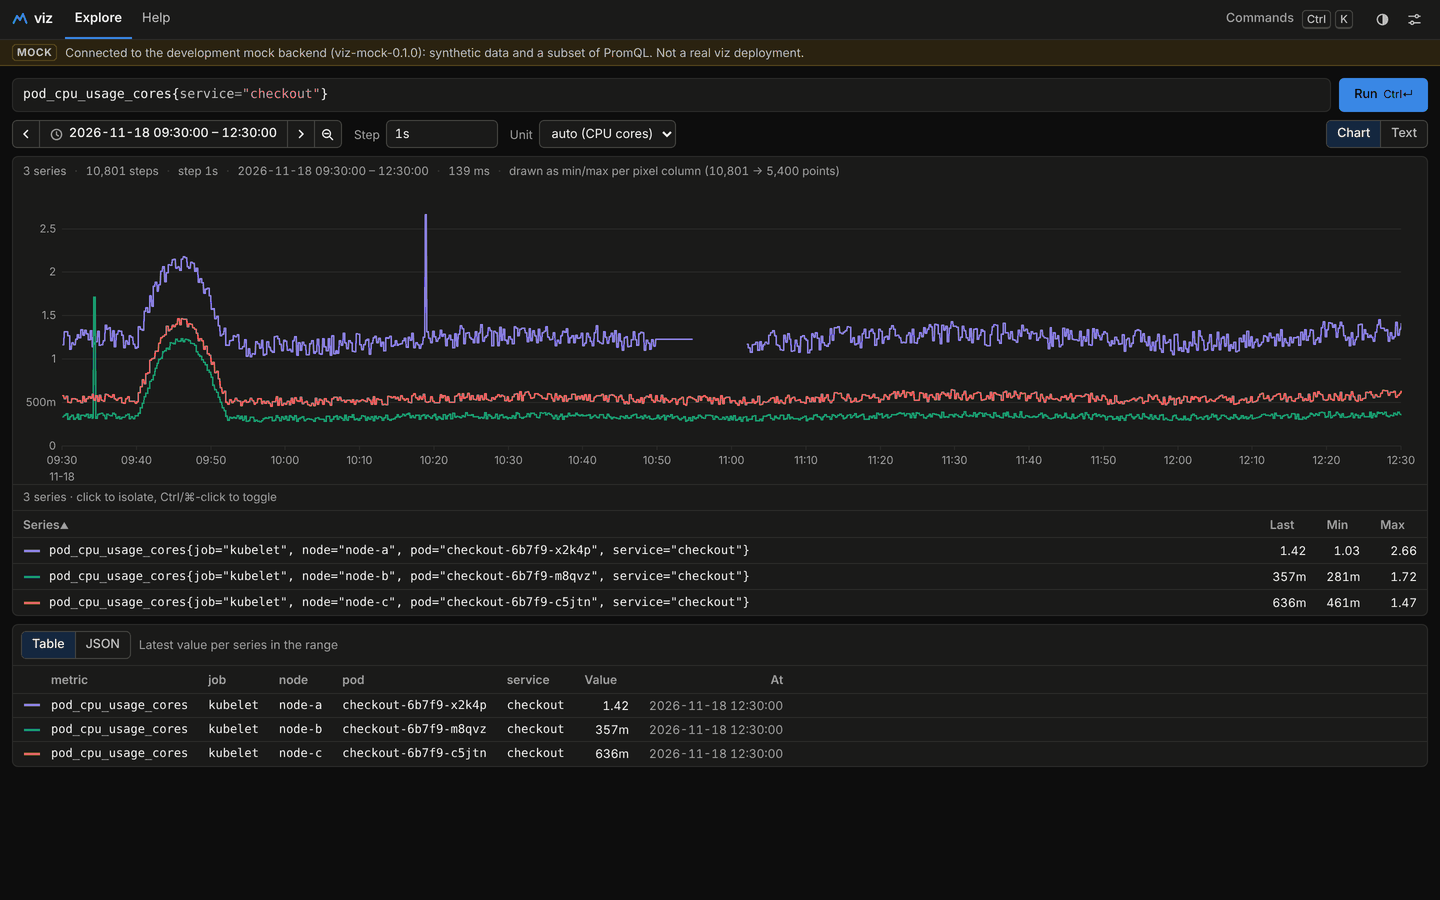 viz Explore Help Commands Ctrl K
MOCK Connected to the development mock backend (viz-mock-0.1.0): synthetic data and a subset of PromQL. Not a real viz deployment.
pod_cpu_usage_cores{service="checkout"} Run Ctrl↵
2026-11-18 09:30:00 – 12:30:00 Step 1s Unit auto (CPU cores) Chart Text
3 series · 10,801 steps · step 1s · 2026-11-18 09:30:00 – 12:30:00 · 139 ms · drawn as min/max per pixel column (10,801 → 5,400 points)
2.5
2
1.5
1
500m
0
09:30 09:40 09:50 10:00 10:10 10:20 10:30 10:40 10:50 11:00 11:10 11:20 11:30 11:40 11:50 12:00 12:10 12:20 12:30
11-18
3 series · click to isolate, Ctrl/⌘-click to toggle
Series▲ Last Min Max
pod_cpu_usage_cores{job="kubelet", node="node-a", pod="checkout-6b7f9-x2k4p", service="checkout"} 1.42 1.03 2.66
pod_cpu_usage_cores{job="kubelet", node="node-b", pod="checkout-6b7f9-m8qvz", service="checkout"} 357m 281m 1.72
pod_cpu_usage_cores{job="kubelet", node="node-c", pod="checkout-6b7f9-c5jtn", service="checkout"} 636m 461m 1.47
Table JSON Latest value per series in the range
metric job node pod service Value At
pod_cpu_usage_cores kubelet node-a checkout-6b7f9-x2k4p checkout 1.42 2026-11-18 12:30:00
pod_cpu_usage_cores kubelet node-b checkout-6b7f9-m8qvz checkout 357m 2026-11-18 12:30:00
pod_cpu_usage_cores kubelet node-c checkout-6b7f9-c5jtn checkout 636m 2026-11-18 12:30:00